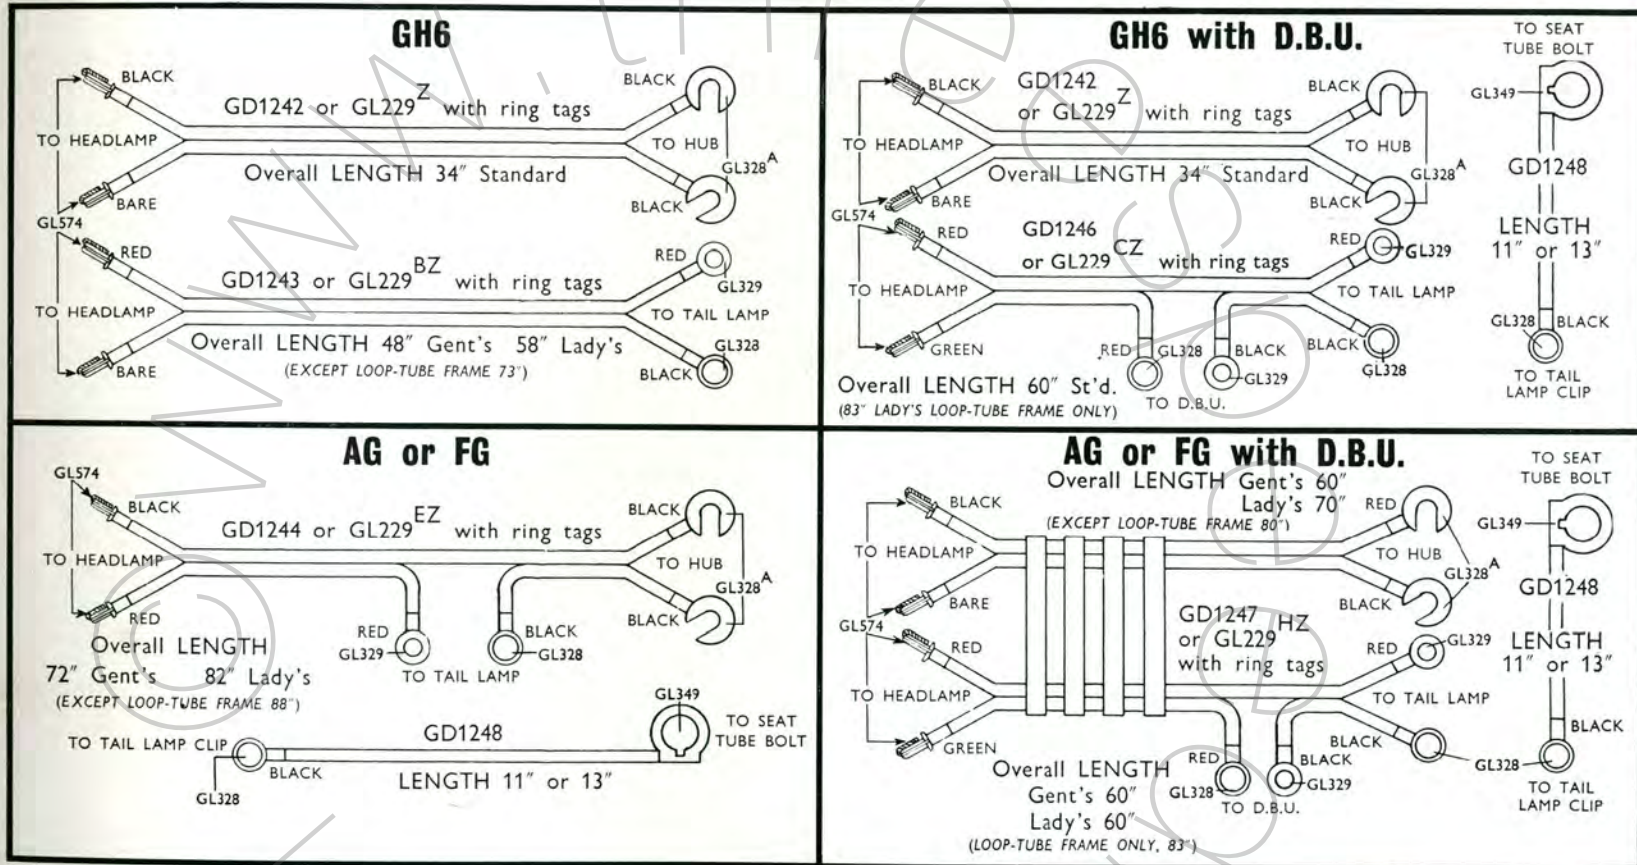 GH6
BLACK
BLACK
GD1242 or GL229Z with ring tags
TO HEADLAMP
TO HUB
GL328A
Overall LENGTH 34" Standard
BARE
BLACK
GL574
RED
RED
GD1243 or GL229BZ with ring tags
GL329
TO HEADLAMP
TO TAIL LAMP
Overall LENGTH 48" Gent's 58" Lady's
GL328
(EXCEPT LOOP-TUBE FRAME 73")
BARE
BLACK
GH6 with D.B.U.
BLACK
GD1242
or GL229Z with ring tags
BLACK
TO HEADLAMP
TO HUB
GL328A
Overall LENGTH 34" Standard
BARE
BLACK
GL574
RED
GD1246
or GL229CZ with ring tags
RED
GL329
TO HEADLAMP
TO TAIL LAMP
GREEN
RED
GL328
BLACK
GL329
BLACK
GL328
Overall LENGTH 60" St'd.
(83" LADY'S LOOP-TUBE FRAME ONLY)
TO D.B.U.
TO SEAT
TUBE BOLT
GL349
GD1248
LENGTH
11" or 13"
GL328
BLACK
TO TAIL
LAMP CLIP
AG or FG
GL574
BLACK
BLACK
GD1244 or GL229EZ with ring tags
TO HEADLAMP
TO HUB
GL328A
RED
BLACK
RED
GL329
BLACK
GL328
TO TAIL LAMP
Overall LENGTH
72" Gent's 82" Lady's
(EXCEPT LOOP-TUBE FRAME 88")
GL349
TO SEAT
TUBE BOLT
TO TAIL LAMP CLIP
GD1248
BLACK
LENGTH 11" or 13"
GL328
AG or FG with D.B.U.
Overall LENGTH Gent's 60"
Lady's 70"
(EXCEPT LOOP-TUBE FRAME 80")
BLACK
RED
TO HEADLAMP
TO HUB
GL328A
BARE
BLACK
GL574
GD1247
or GL229HZ
with ring tags
RED
RED
GL329
TO HEADLAMP
TO TAIL LAMP
GREEN
RED
GL328
BLACK
GL329
BLACK
GL328
TO D.B.U.
Overall LENGTH
Gent's 60"
Lady's 60"
(LOOP-TUBE FRAME ONLY, 83")
TO SEAT
TUBE BOLT
GL349
GD1248
LENGTH
11" or 13"
BLACK
TO TAIL
LAMP CLIP